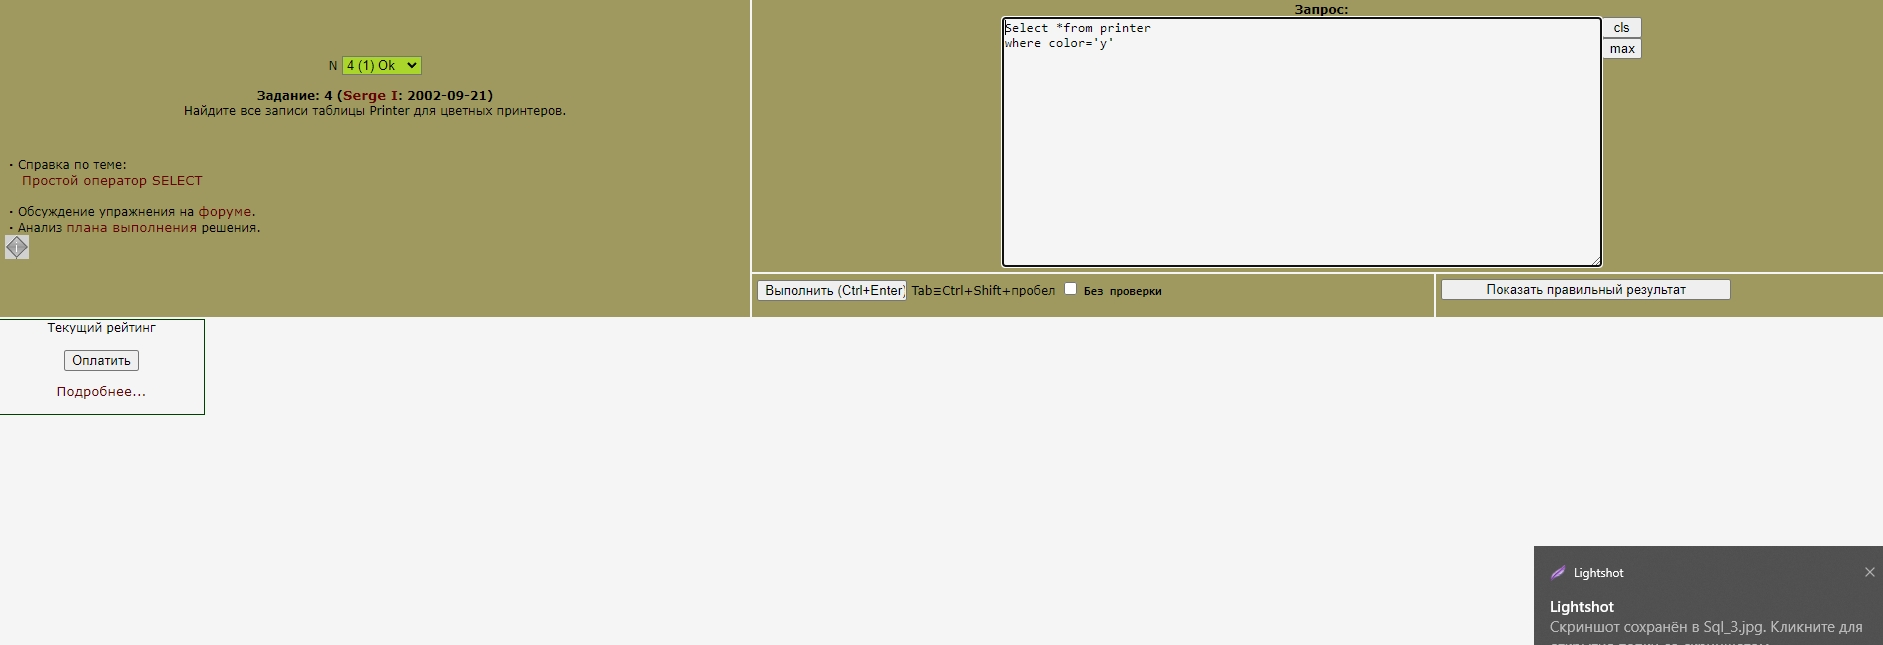 N 4 (1) Ok
Задание: 4 (Serge I: 2002-09-21)
Найдите все записи таблицы Printer для цветных принтеров.
· Справка по теме:
Простой оператор SELECT
· Обсуждение упражнения на форуме.
· Анализ плана выполнения решения.
Запрос:
Select *from printer
where color='y'
cls
max
Выполнить (Ctrl+Enter) Tab≡Ctrl+Shift+пробел Без проверки
Показать правильный результат
Текущий рейтинг
Оплатить
Подробнее...
Lightshot
Lightshot
Скриншот сохранён в Sql_3.jpg. Кликните для